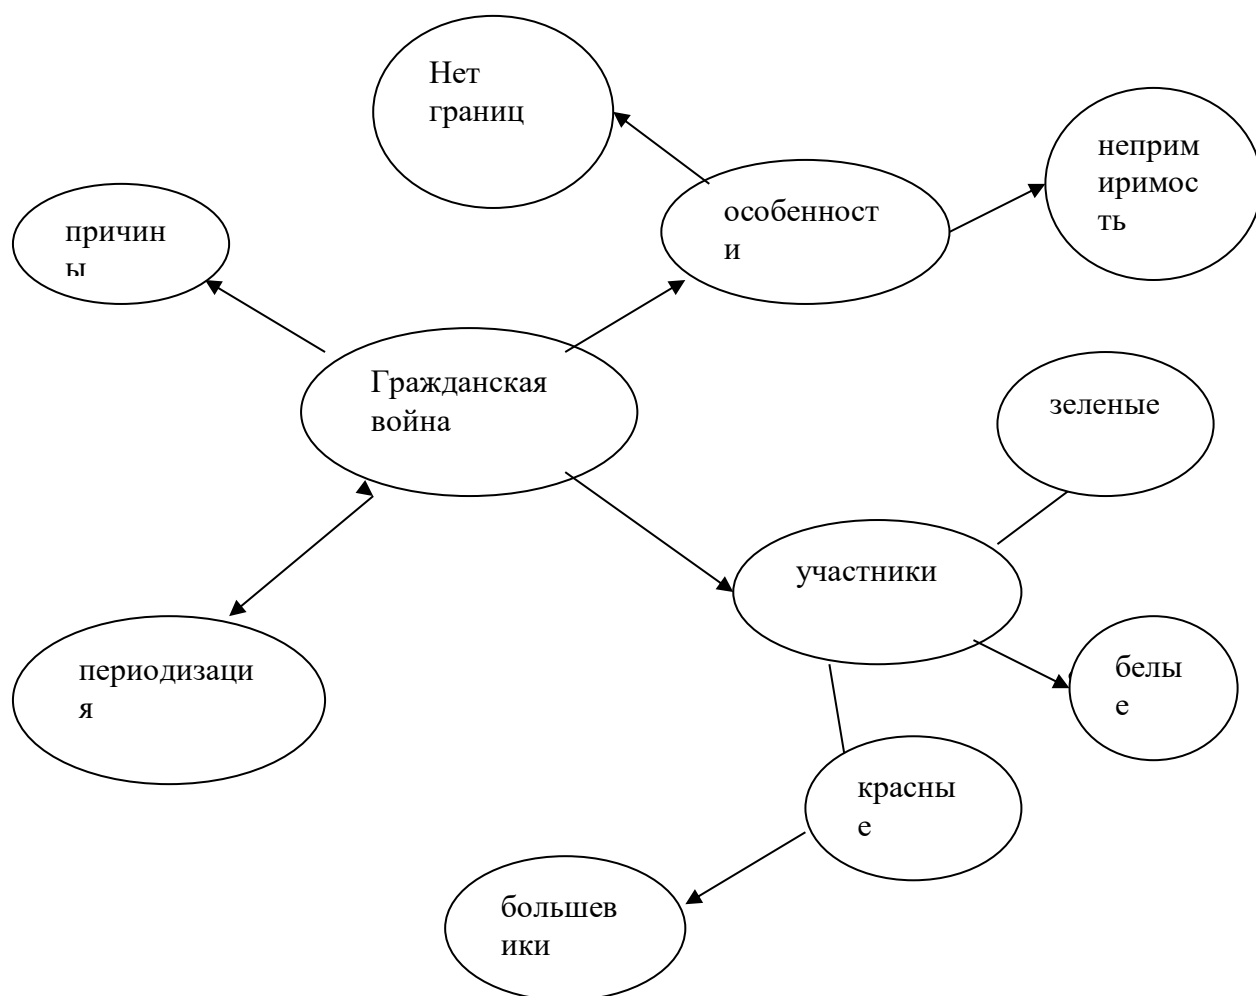 Нет
границ
неприм
иримос
ть
особенност
и
причин
ы
Гражданская
война
зеленые
участники
периодизаци
я
белы
е
красны
е
большев
ики